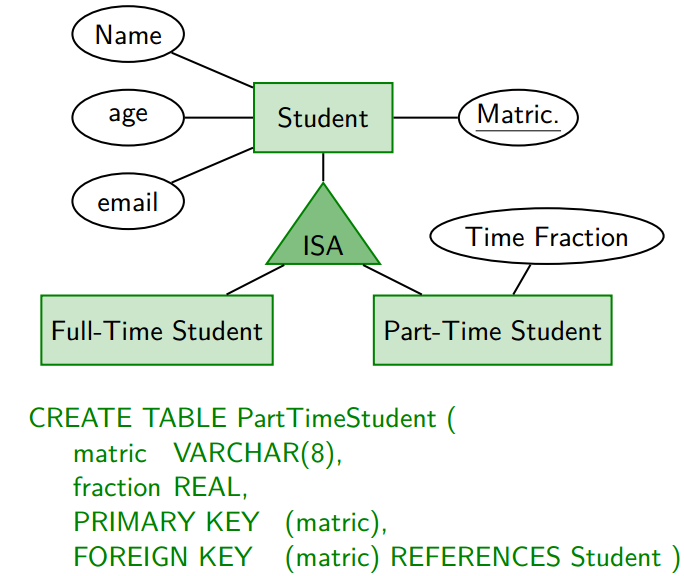 Name
age
Student
Matric.
email
ISA
Time Fraction
Full-Time Student
Part-Time Student
CREATE TABLE PartTimeStudent (
matric VARCHAR(8),
fraction REAL,
PRIMARY KEY (matric),
FOREIGN KEY (matric) REFERENCES Student )